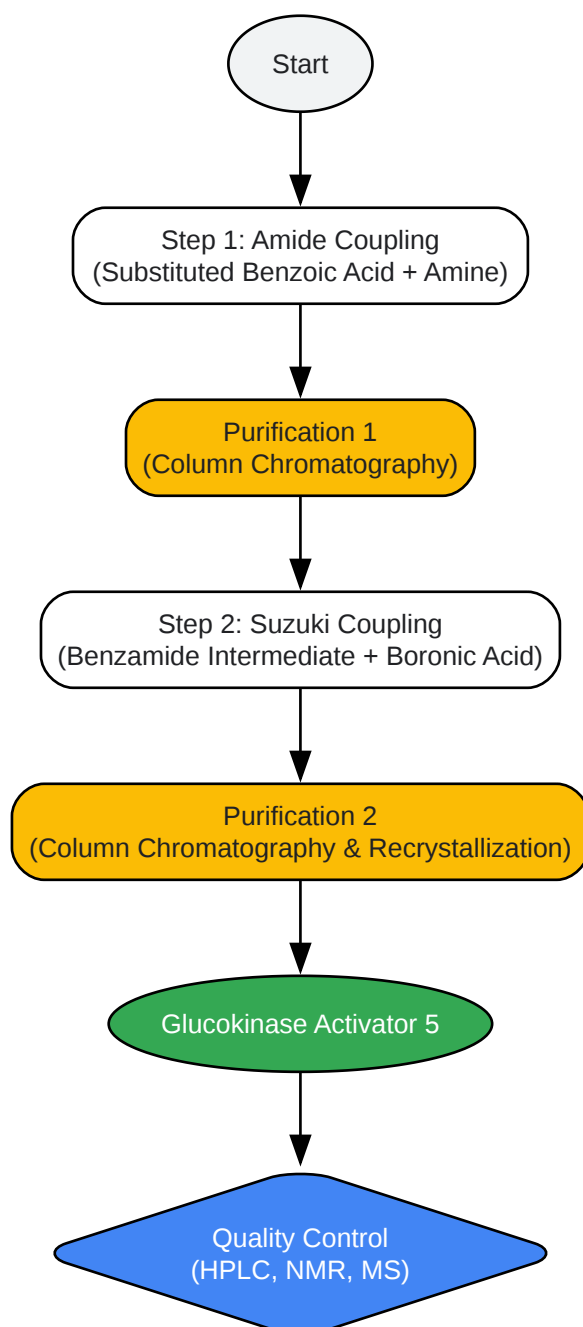 Start
Step 1: Amide Coupling
(Substituted Benzoic Acid + Amine)
Purification 1
(Column Chromatography)
Step 2: Suzuki Coupling
(Benzamide Intermediate + Boronic Acid)
Purification 2
(Column Chromatography & Recrystallization)
Glucokinase Activator 5
Quality Control
(HPLC, NMR, MS)